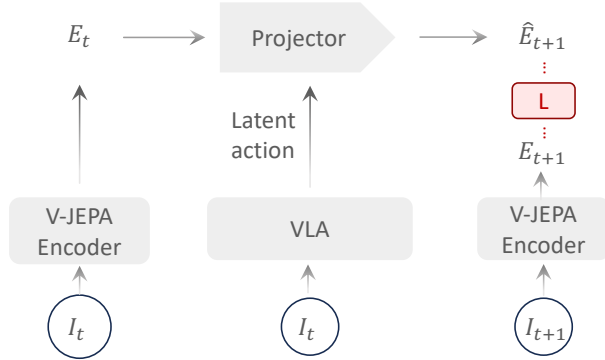 E_t
Projector
Ê_{t+1}
L
Latent
action
E_{t+1}
V-JEPA
Encoder
VLA
V-JEPA
Encoder
I_t
I_t
I_{t+1}